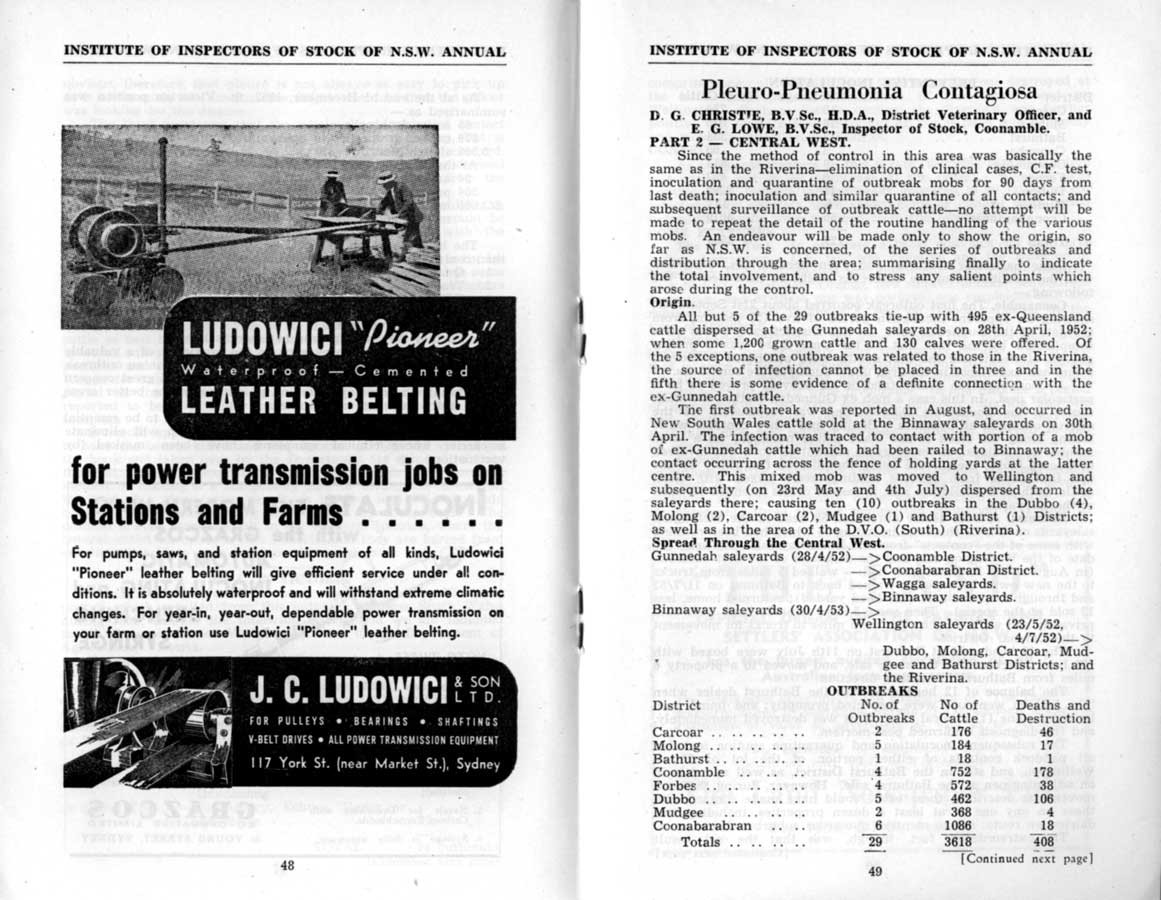 INSTITUTE OF INSPECTORS OF STOCK OF N.S.W. ANNUAL
LUDOWICI "Pioneer"
Waterproof — Cemented
LEATHER BELTING
for power transmission jobs on
Stations and Farms . . . . . .
For pumps, saws, and station equipment of all kinds, Ludowici
"Pioneer" leather belting will give efficient service under all con-
ditions. It is absolutely waterproof and will withstand extreme climatic
changes. For year-in, year-out, dependable power transmission on
your farm or station use Ludowici "Pioneer" leather belting.
J. C. LUDOWICI & SON LTD.
FOR PULLEYS • BEARINGS • SHAFTINGS
V-BELT DRIVES • ALL POWER TRANSMISSION EQUIPMENT
117 York St. (near Market St.), Sydney
48
INSTITUTE OF INSPECTORS OF STOCK OF N.S.W. ANNUAL
Pleuro-Pneumonia Contagiosa
D. G. CHRISTIE, B.V.Sc., H.D.A., District Veterinary Officer, and
E. G. LOWE, B.V.Sc., Inspector of Stock, Coonamble.
PART 2 — CENTRAL WEST.
Since the method of control in this area was basically the
same as in the Riverina—elimination of clinical cases, C.F. test,
inoculation and quarantine of outbreak mobs for 90 days from
last death; inoculation and similar quarantine of all contacts; and
subsequent surveillance of outbreak cattle—no attempt will be
made to repeat the detail of the routine handling of the various
mobs. An endeavour will be made only to show the origin, so
far as N.S.W. is concerned, of the series of outbreaks and
distribution through the area; summarising finally to indicate
the total involvement, and to stress any salient points which
arose during the control.
Origin.
All but 5 of the 29 outbreaks tie-up with 495 ex-Queensland
cattle dispersed at the Gunnedah saleyards on 28th April, 1952;
when some 1,200 grown cattle and 130 calves were offered. Of
the 5 exceptions, one outbreak was related to those in the Riverina,
the source of infection cannot be placed in three and in the
fifth there is some evidence of a definite connection with the
ex-Gunnedah cattle.
The first outbreak was reported in August, and occurred in
New South Wales cattle sold at the Binnaway saleyards on 30th
April. The infection was traced to contact with portion of a mob
of ex-Gunnedah cattle which had been railed to Binnaway; the
contact occurring across the fence of holding yards at the latter
centre. This mixed mob was moved to Wellington and
subsequently (on 23rd May and 4th July) dispersed from the
saleyards there; causing ten (10) outbreaks in the Dubbo (4),
Molong (2), Carcoar (2), Mudgee (1) and Bathurst (1) Districts;
as well as in the area of the D.V.O. (South) (Riverina).
Spread Through the Central West.
Gunnedah saleyards (28/4/52)—>Coonamble District.
—>Coonabarabran District.
—>Wagga saleyards.
—>Binnaway saleyards.
Binnaway saleyards (30/4/53)—>
Wellington saleyards (23/5/52,
4/7/52)—>
Dubbo, Molong, Carcoar, Mud-
gee and Bathurst Districts; and
the Riverina.
OUTBREAKS
District No. of No of Deaths and
Outbreaks Cattle Destruction
Carcoar .. .. .. .. .. 2 176 46
Molong .. .. .. .. .. 5 184 17
Bathurst .. .. .. .. .. 1 18 1
Coonamble .. .. .. .. 4 752 178
Forbes .. .. .. .. .. 4 572 38
Dubbo .. .. .. .. .. 5 462 106
Mudgee .. .. .. .. 2 368 4
Coonabarabran .. .. .. 6 1086 18
Totals .. .. .. .. 29 3618 408
[Continued next page]
49